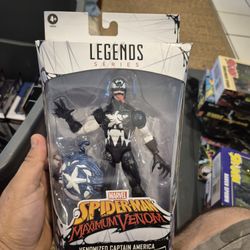 LEGENDS
SERIES
MARVEL
SPIDER-MAN
MAXIMUM VENOM
VENOMIZED CAPTAIN AMERICA